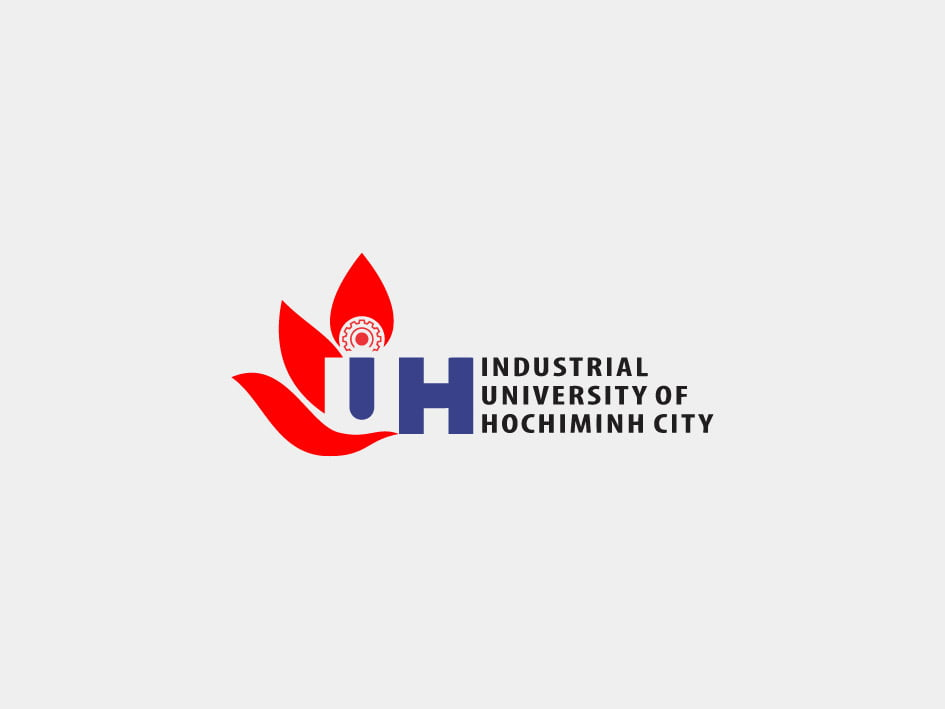 IUH
INDUSTRIAL
UNIVERSITY OF
HOCHIMINH CITY